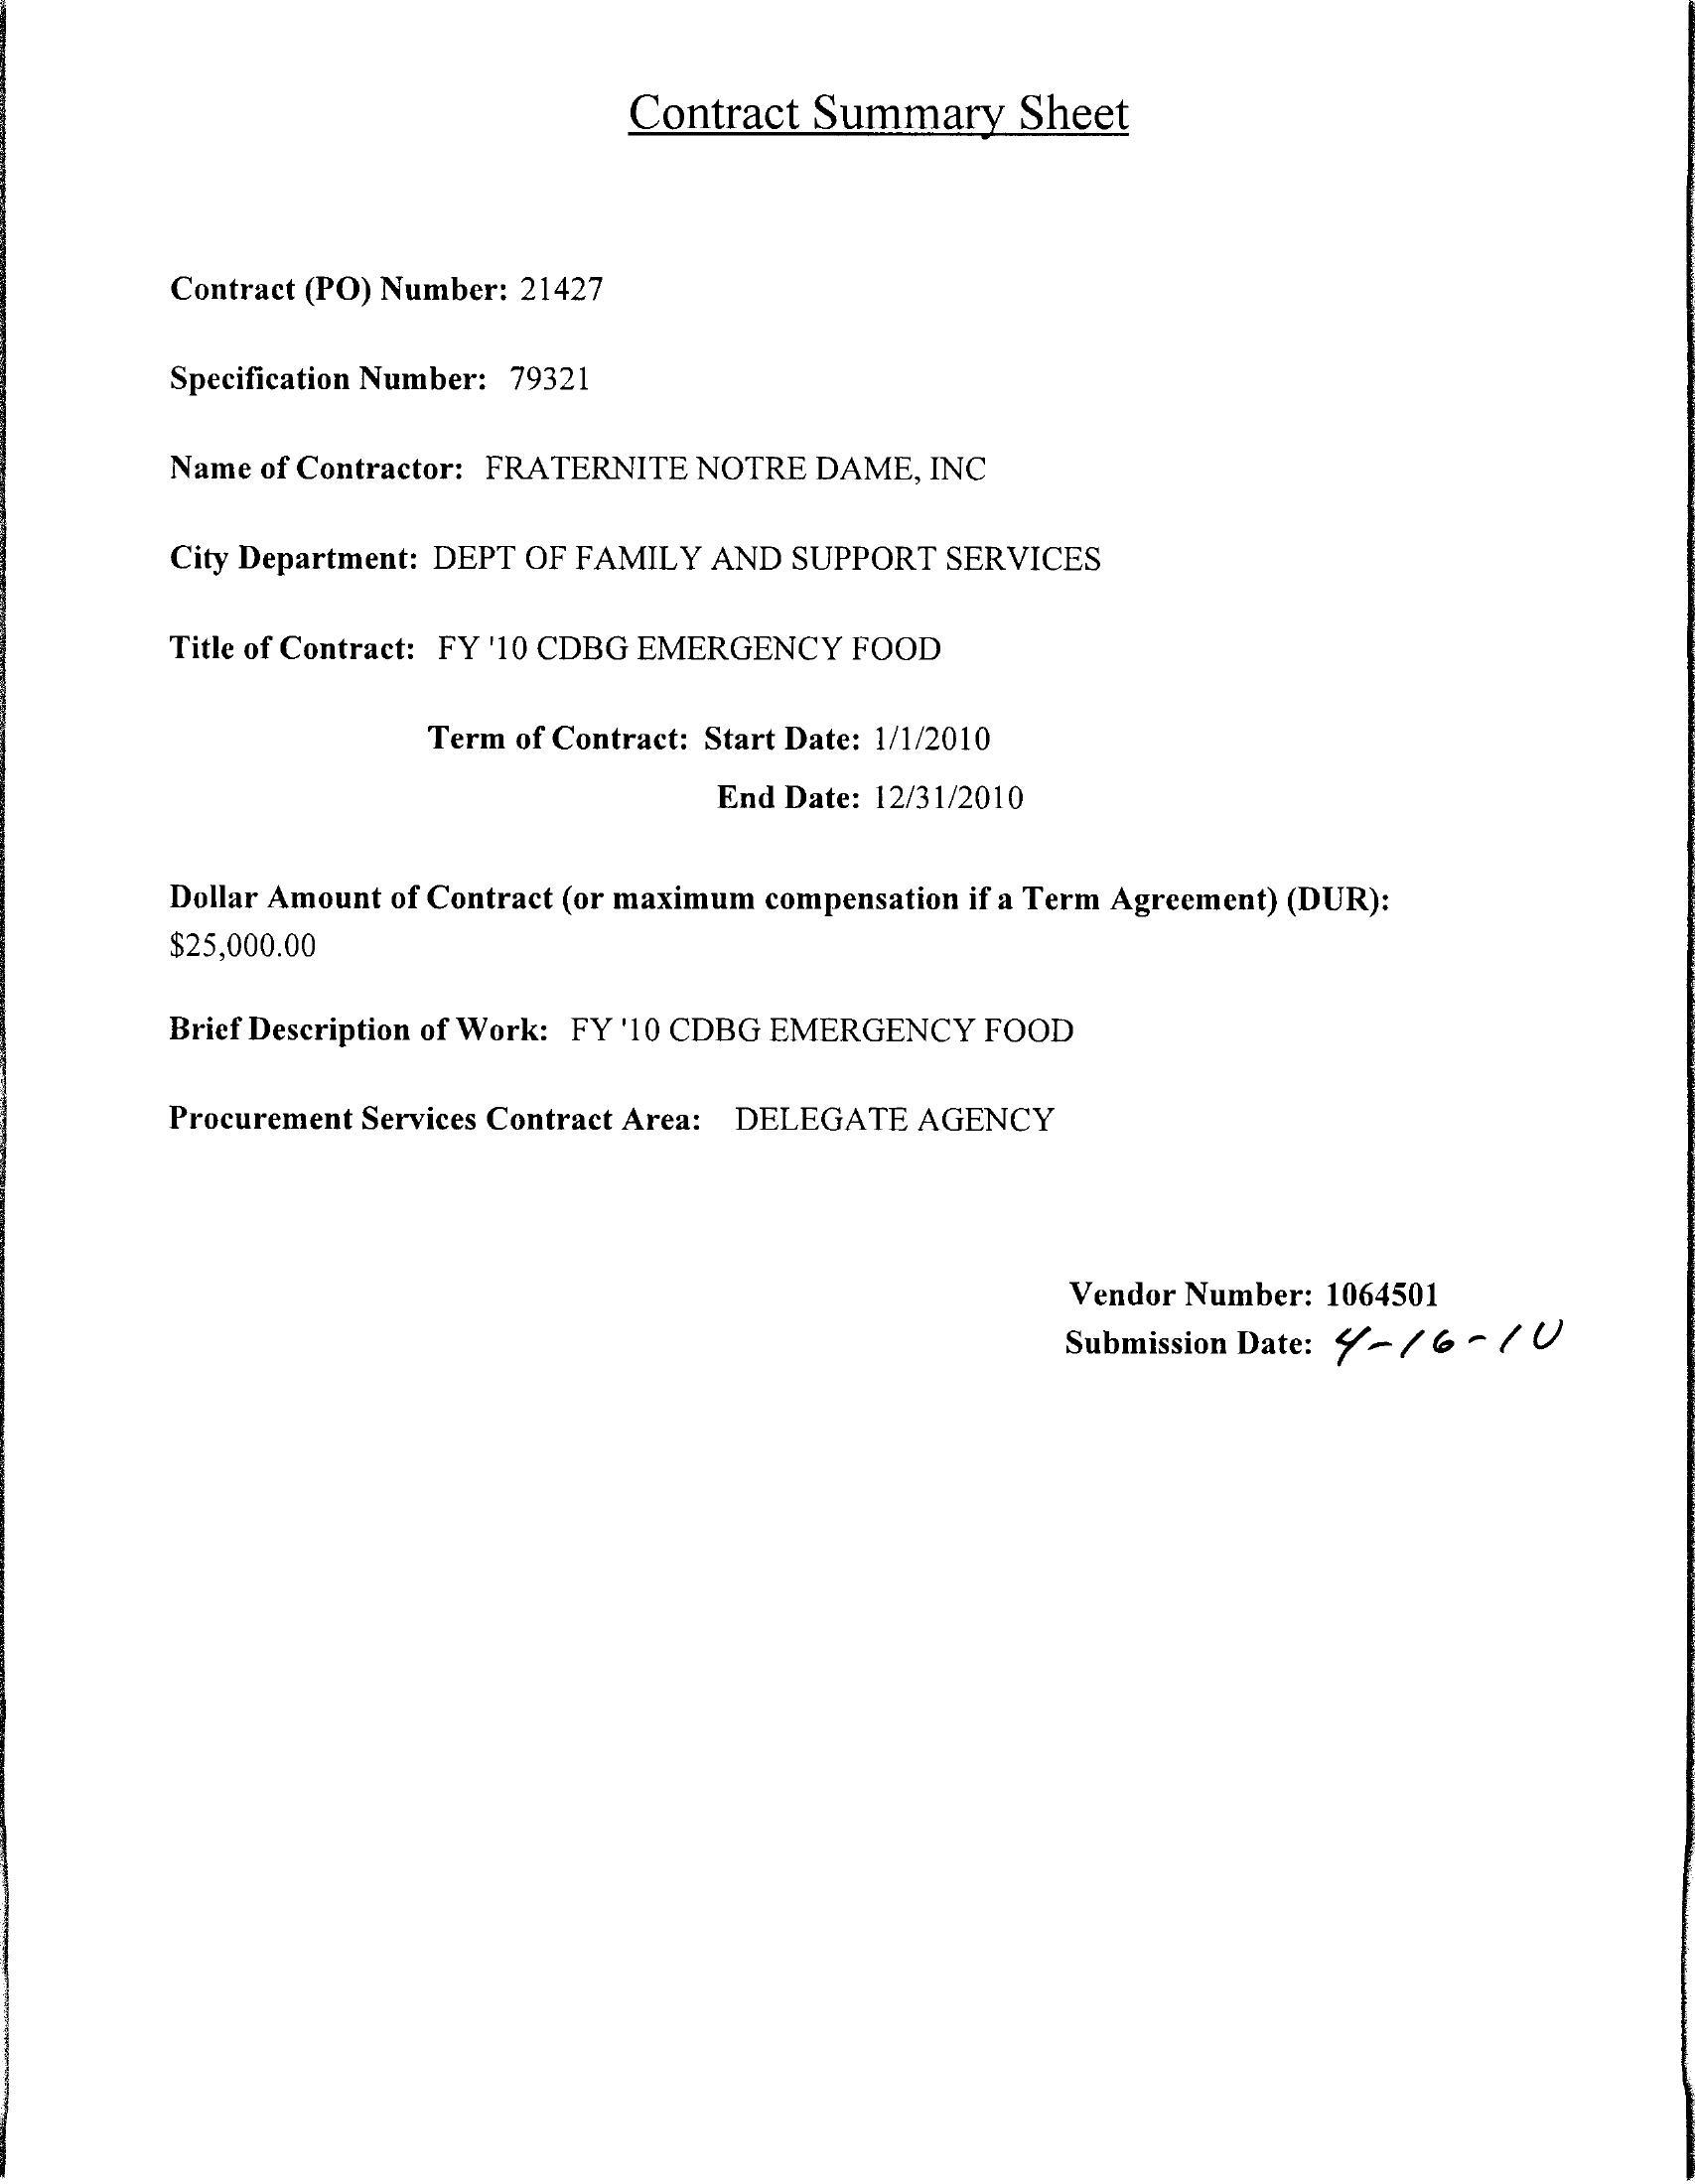 Contract Summary Sheet
Contract (PO) Number: 21427
Specification Number: 79321
Name of Contractor: FRATERNITE NOTRE DAME, INC
City Department: DEPT OF FAMILY AND SUPPORT SERVICES
Title of Contract: FY '10 CDBG EMERGENCY FOOD
Term of Contract: Start Date: 1/1/2010
End Date: 12/31/2010
Dollar Amount of Contract (or maximum compensation if a Term Agreement) (DUR):
$25,000.00
Brief Description of Work: FY '10 CDBG EMERGENCY FOOD
Procurement Services Contract Area: DELEGATE AGENCY
Vendor Number: 1064501
Submission Date: 4-16-10